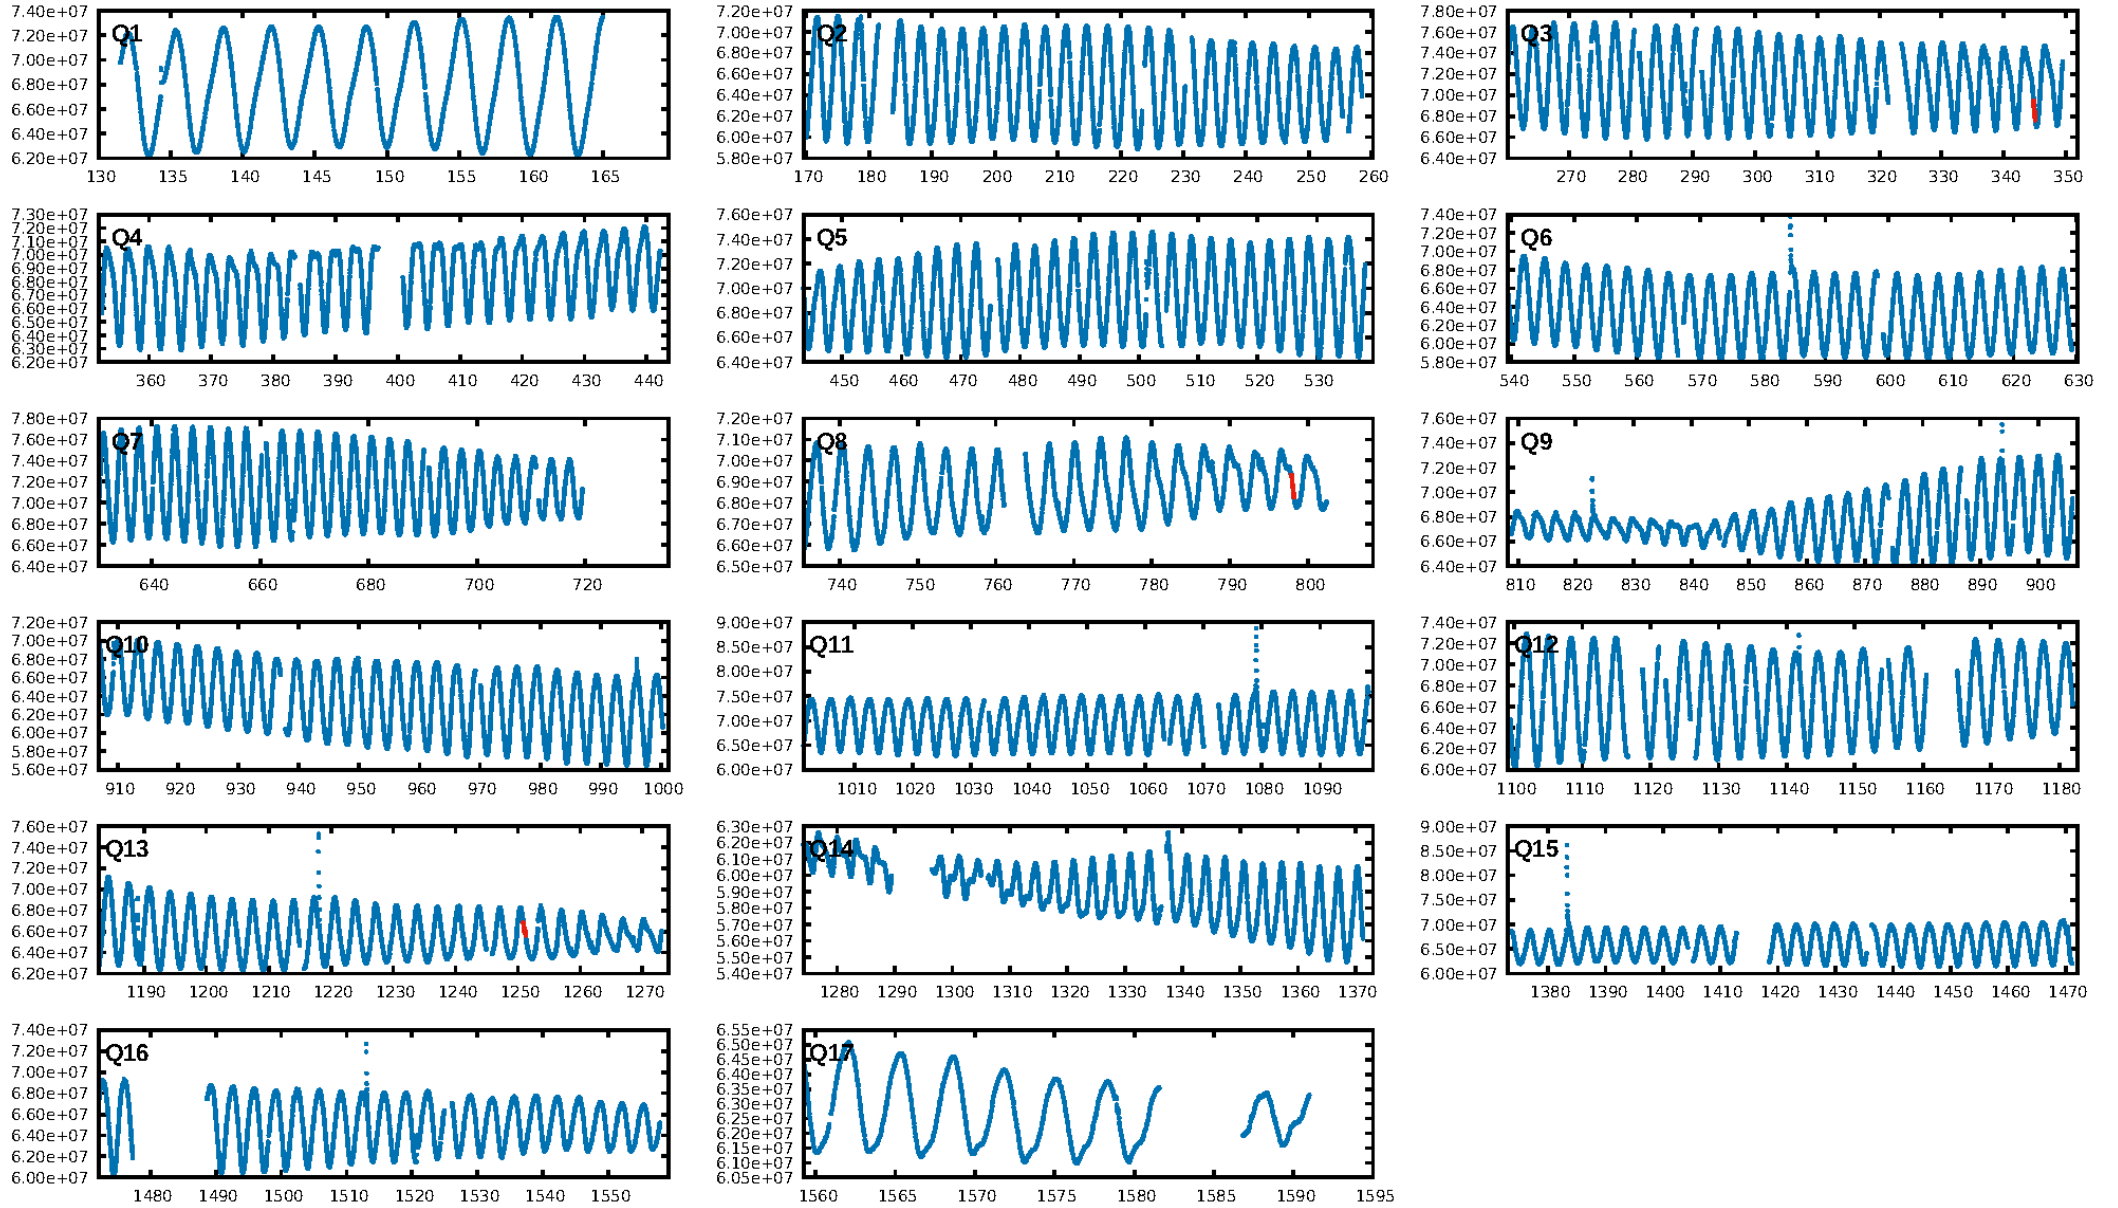 Q1
7.40e+07
7.20e+07
7.00e+07
6.80e+07
6.60e+07
6.40e+07
6.20e+07
130 135 140 145 150 155 160 165
Q2
7.20e+07
7.00e+07
6.80e+07
6.60e+07
6.40e+07
6.20e+07
6.00e+07
5.80e+07
170 180 190 200 210 220 230 240 250 260
Q3
7.80e+07
7.60e+07
7.40e+07
7.20e+07
7.00e+07
6.80e+07
6.60e+07
6.40e+07
270 280 290 300 310 320 330 340 350
Q4
7.30e+07
7.20e+07
7.10e+07
7.00e+07
6.90e+07
6.80e+07
6.70e+07
6.60e+07
6.50e+07
6.40e+07
6.30e+07
6.20e+07
360 370 380 390 400 410 420 430 440
Q5
7.60e+07
7.40e+07
7.20e+07
7.00e+07
6.80e+07
6.60e+07
6.40e+07
450 460 470 480 490 500 510 520 530
Q6
7.40e+07
7.20e+07
7.00e+07
6.80e+07
6.60e+07
6.40e+07
6.20e+07
6.00e+07
5.80e+07
540 550 560 570 580 590 600 610 620 630
Q7
7.80e+07
7.60e+07
7.40e+07
7.20e+07
7.00e+07
6.80e+07
6.60e+07
6.40e+07
640 660 680 700 720
Q8
7.20e+07
7.10e+07
7.00e+07
6.90e+07
6.80e+07
6.70e+07
6.60e+07
6.50e+07
740 750 760 770 780 790 800
Q9
7.60e+07
7.40e+07
7.20e+07
7.00e+07
6.80e+07
6.60e+07
6.40e+07
810 820 830 840 850 860 870 880 890 900
Q10
7.20e+07
7.00e+07
6.80e+07
6.60e+07
6.40e+07
6.20e+07
6.00e+07
5.80e+07
5.60e+07
910 920 930 940 950 960 970 980 990 1000
Q11
9.00e+07
8.50e+07
8.00e+07
7.50e+07
7.00e+07
6.50e+07
6.00e+07
1010 1020 1030 1040 1050 1060 1070 1080 1090
Q12
7.40e+07
7.20e+07
7.00e+07
6.80e+07
6.60e+07
6.40e+07
6.20e+07
6.00e+07
1100 1110 1120 1130 1140 1150 1160 1170 1180
Q13
7.60e+07
7.40e+07
7.20e+07
7.00e+07
6.80e+07
6.60e+07
6.40e+07
6.20e+07
1190 1200 1210 1220 1230 1240 1250 1260 1270
Q14
6.30e+07
6.20e+07
6.10e+07
6.00e+07
5.90e+07
5.80e+07
5.70e+07
5.60e+07
5.50e+07
5.40e+07
1280 1290 1300 1310 1320 1330 1340 1350 1360 1370
Q15
9.00e+07
8.50e+07
8.00e+07
7.50e+07
7.00e+07
6.50e+07
6.00e+07
1380 1390 1400 1410 1420 1430 1440 1450 1460 1470
Q16
7.40e+07
7.20e+07
7.00e+07
6.80e+07
6.60e+07
6.40e+07
6.20e+07
6.00e+07
1480 1490 1500 1510 1520 1530 1540 1550
Q17
6.55e+07
6.50e+07
6.45e+07
6.40e+07
6.35e+07
6.30e+07
6.25e+07
6.20e+07
6.15e+07
6.10e+07
6.05e+07
1560 1565 1570 1575 1580 1585 1590 1595